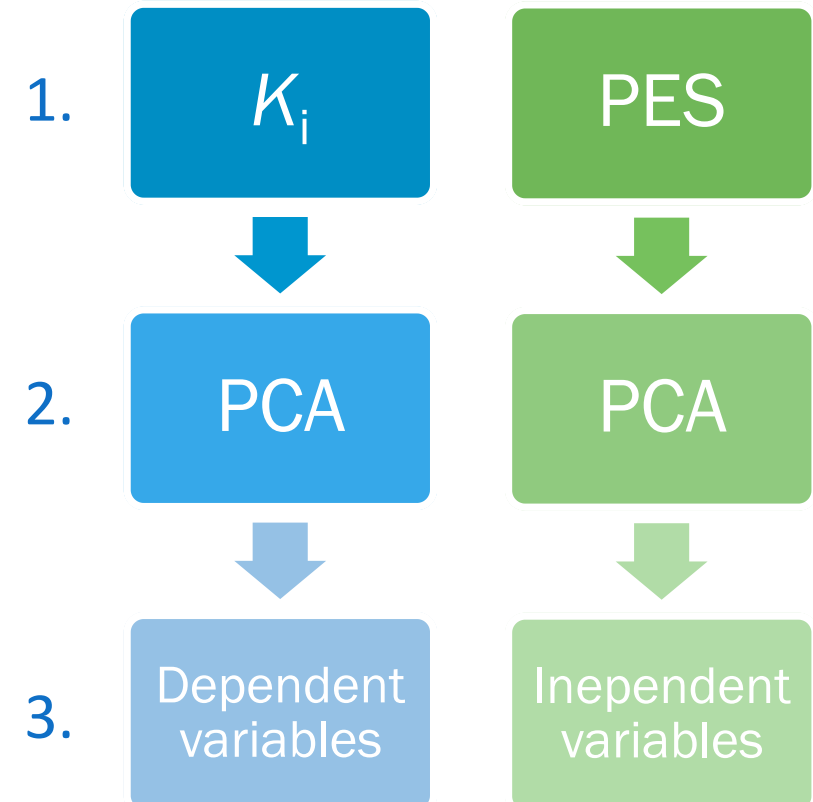 1.
Ki
PES
2.
PCA
PCA
3.
Dependent
variables
Inependent
variables